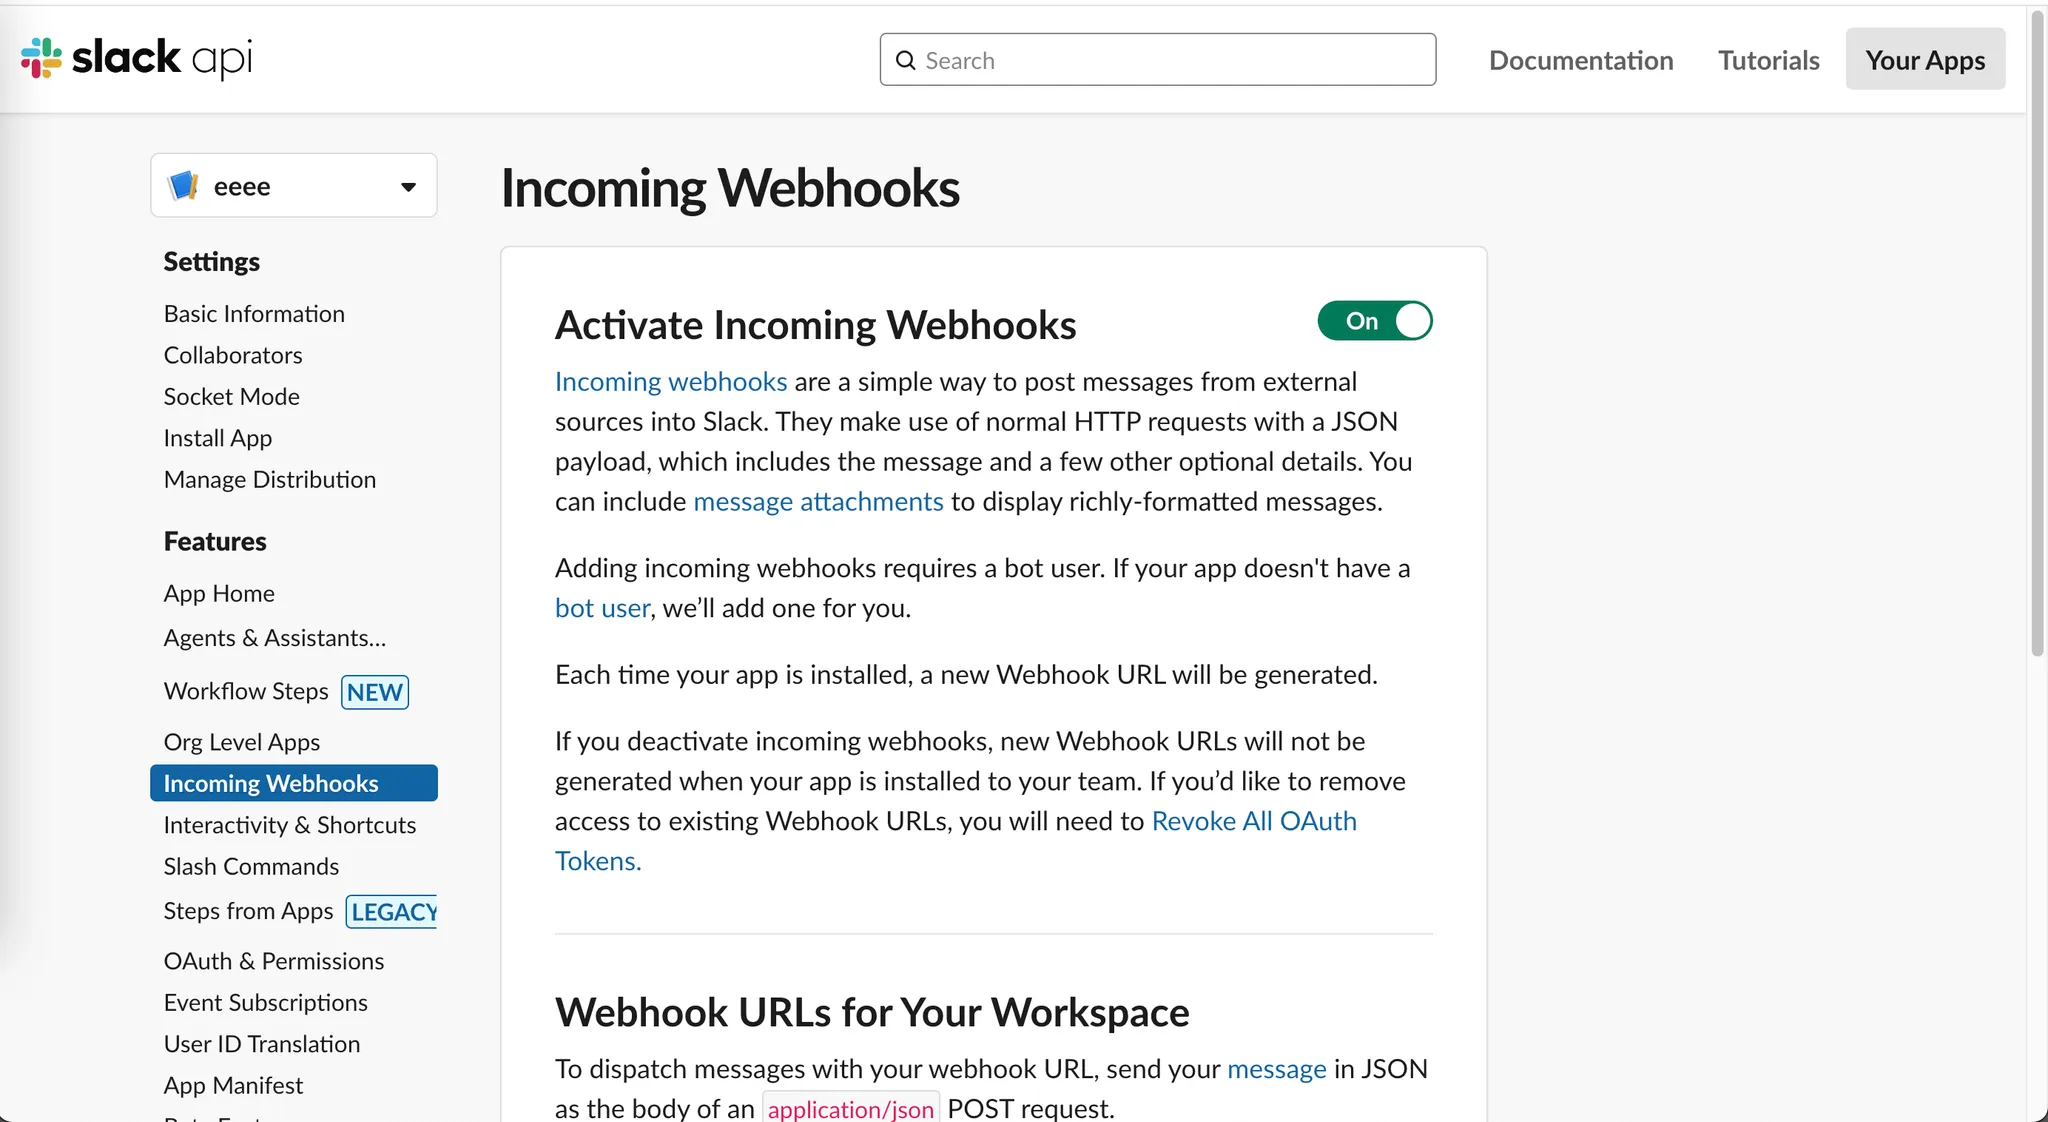 slack api
Search
Documentation
Tutorials
Your Apps
eeee
Settings
Basic Information
Collaborators
Socket Mode
Install App
Manage Distribution
Features
App Home
Agents & Assistants...
Workflow Steps NEW
Org Level Apps
Incoming Webhooks
Interactivity & Shortcuts
Slash Commands
Steps from Apps LEGACY
OAuth & Permissions
Event Subscriptions
User ID Translation
App Manifest
Incoming Webhooks
Activate Incoming Webhooks
On
Incoming webhooks are a simple way to post messages from external
sources into Slack. They make use of normal HTTP requests with a JSON
payload, which includes the message and a few other optional details. You
can include message attachments to display richly-formatted messages.
Adding incoming webhooks requires a bot user. If your app doesn't have a
bot user, we’ll add one for you.
Each time your app is installed, a new Webhook URL will be generated.
If you deactivate incoming webhooks, new Webhook URLs will not be
generated when your app is installed to your team. If you’d like to remove
access to existing Webhook URLs, you will need to Revoke All OAuth
Tokens.
Webhook URLs for Your Workspace
To dispatch messages with your webhook URL, send your message in JSON
as the body of an application/json POST request.